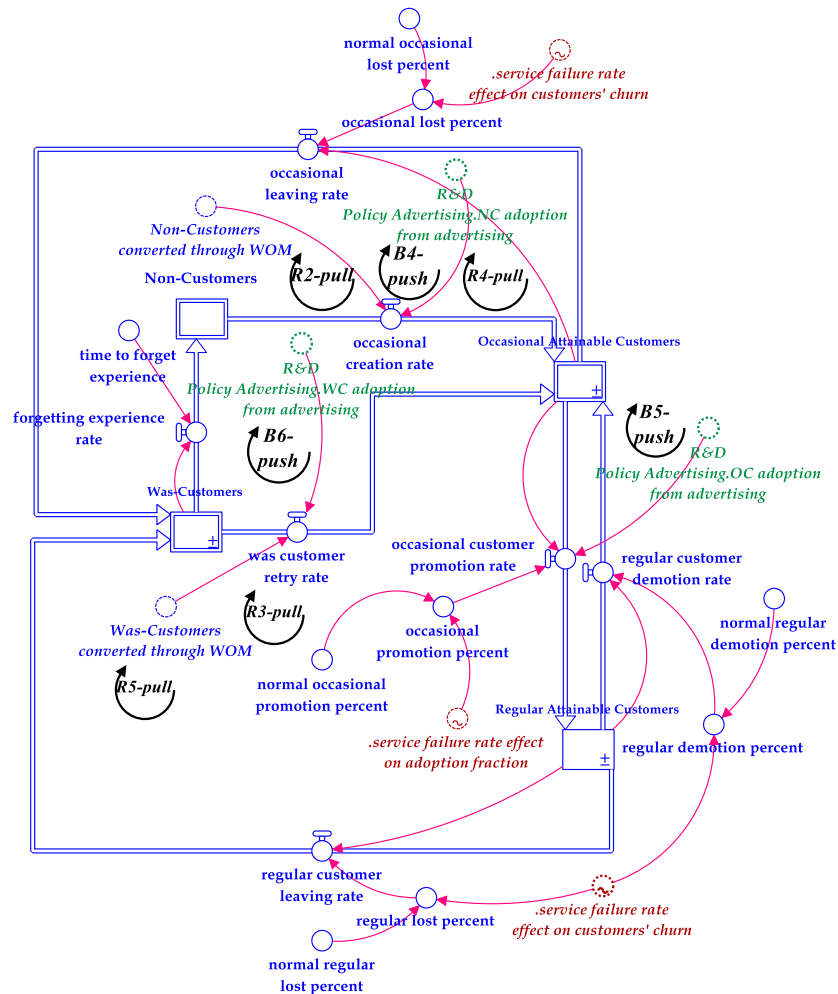 normal occasional
lost percent
.service failure rate
effect on customers' churn
occasional lost percent
occasional
leaving rate
R&D
Policy Advertising.NC adoption
from advertising
Non-Customers
converted through WOM
B4-
push
R2-pull
R4-pull
Non-Customers
occasional
creation rate
Occasional Attainable Customers
time to forget
experience
R&D
Policy Advertising.WC adoption
from advertising
±
forgetting experience
rate
B6-
push
B5-
push
R&D
Policy Advertising.OC adoption
from advertising
Was-Customers
±
was customer
retry rate
occasional customer
promotion rate
regular customer
demotion rate
R3-pull
Was-Customers
converted through WOM
occasional
promotion percent
normal regular
demotion percent
R5-pull
normal occasional
promotion percent
Regular Attainable Customers
.service failure rate effect
on adoption fraction
regular demotion percent
±
regular customer
leaving rate
regular lost percent
.service failure rate
effect on customers' churn
normal regular
lost percent